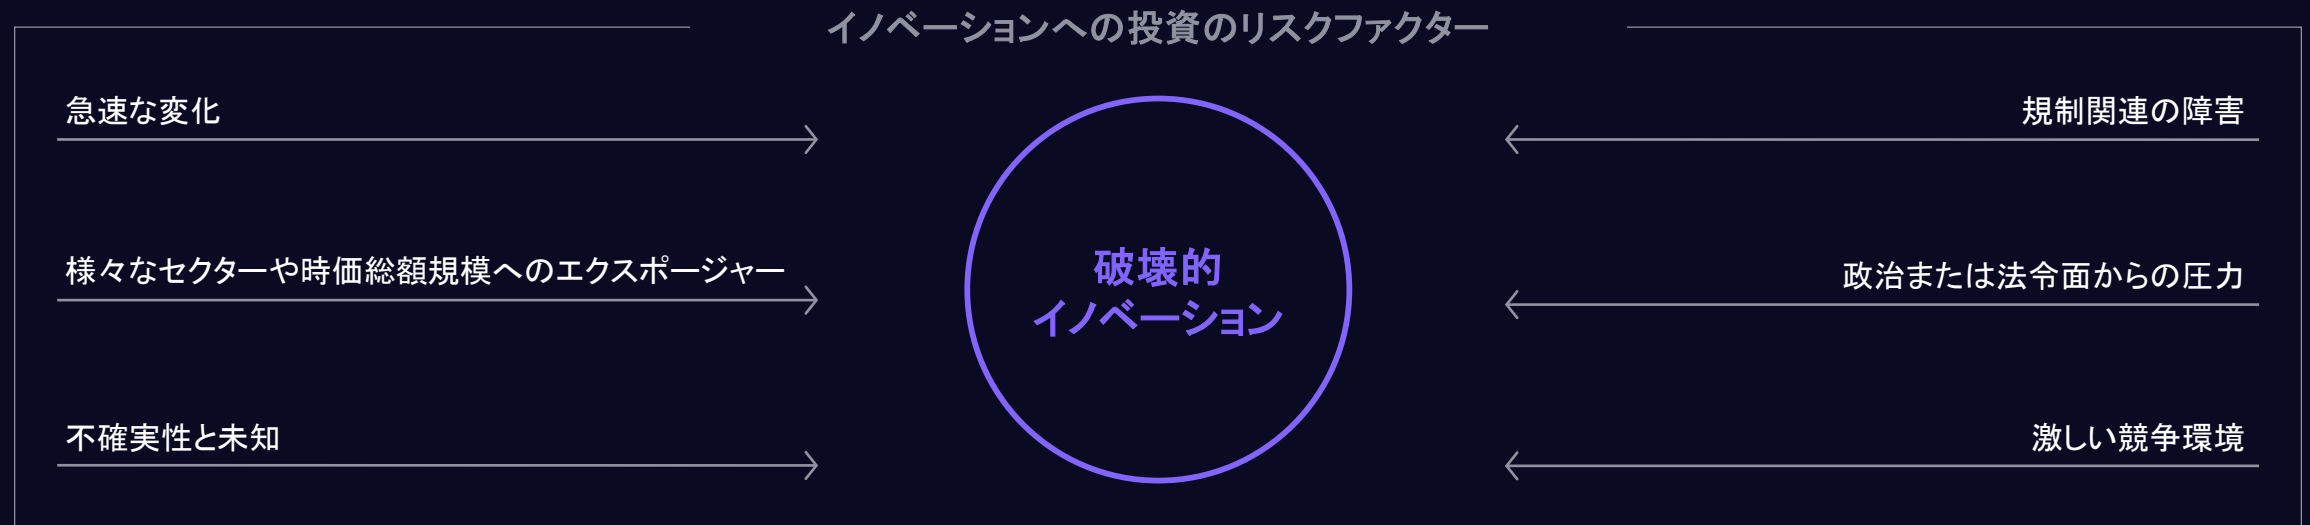 イノベーションへの投資のリスクファクター
急速な変化
規制関連の障害
様々なセクターや時価総額規模へのエクスポージャー
政治または法令面からの圧力
破壊的
イノベーション
不確実性と未知
激しい競争環境